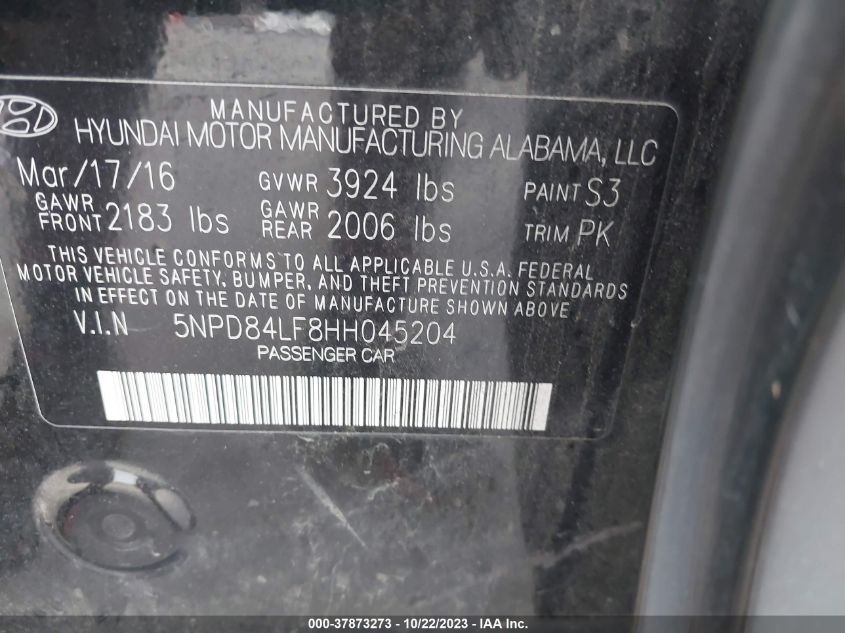 MANUFACTURED BY
HYUNDAI MOTOR MANUFACTURING ALABAMA, LLC
Mar/17/16 GVWR 3924 lbs PAINT S3
GAWR FRONT 2183 lbs GAWR REAR 2006 lbs TRIM PK
THIS VEHICLE CONFORMS TO ALL APPLICABLE U.S.A. FEDERAL
MOTOR VEHICLE SAFETY, BUMPER, AND THEFT PREVENTION STANDARDS
IN EFFECT ON THE DATE OF MANUFACTURE SHOWN ABOVE
V.I.N 5NPD84LF8HH045204
PASSENGER CAR
000-37873273 - 10/22/2023 - IAA Inc.